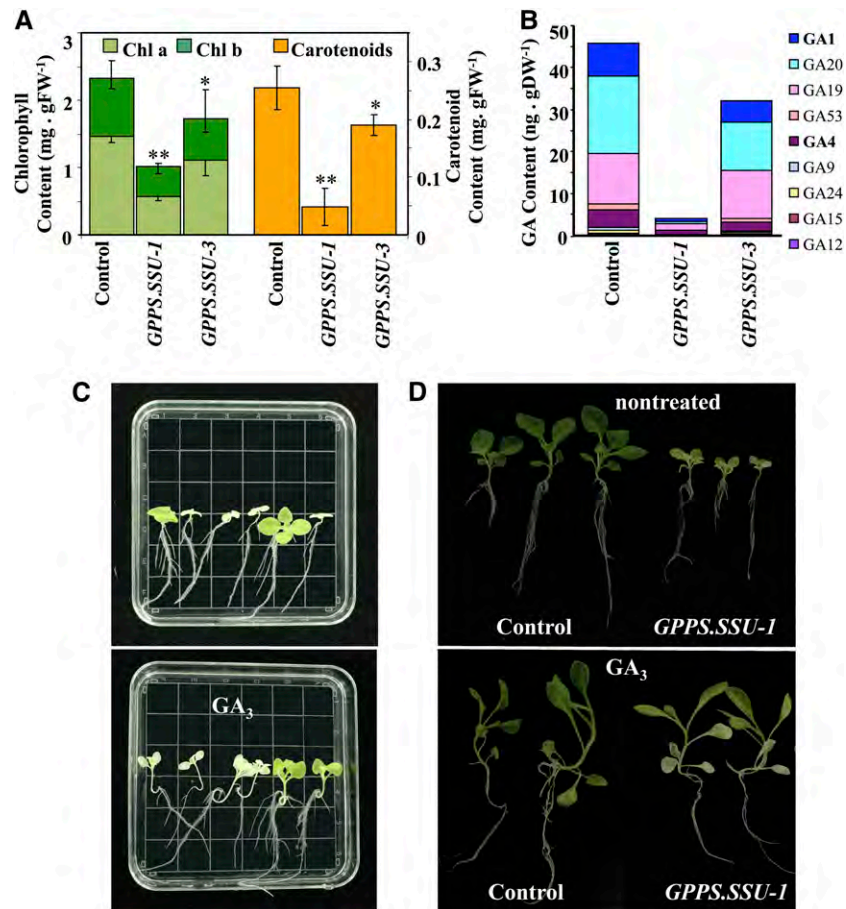 A
Chl a Chl b Carotenoids
Chlorophyll
Content (mg . gFW-1)
3
2
1
0
**
*
**
*
0.3
0.2
0.1
0
Carotenoid
Content (mg. gFW-1)
Control
GPPS.SSU-1
GPPS.SSU-3
Control
GPPS.SSU-1
GPPS.SSU-3
B
GA Content (ng . gDW-1)
50
40
30
20
10
0
Control
GPPS.SSU-1
GPPS.SSU-3
GA1
GA20
GA19
GA53
GA4
GA9
GA24
GA15
GA12
C
GA3
D
nontreated
Control GPPS.SSU-1
GA3
Control GPPS.SSU-1